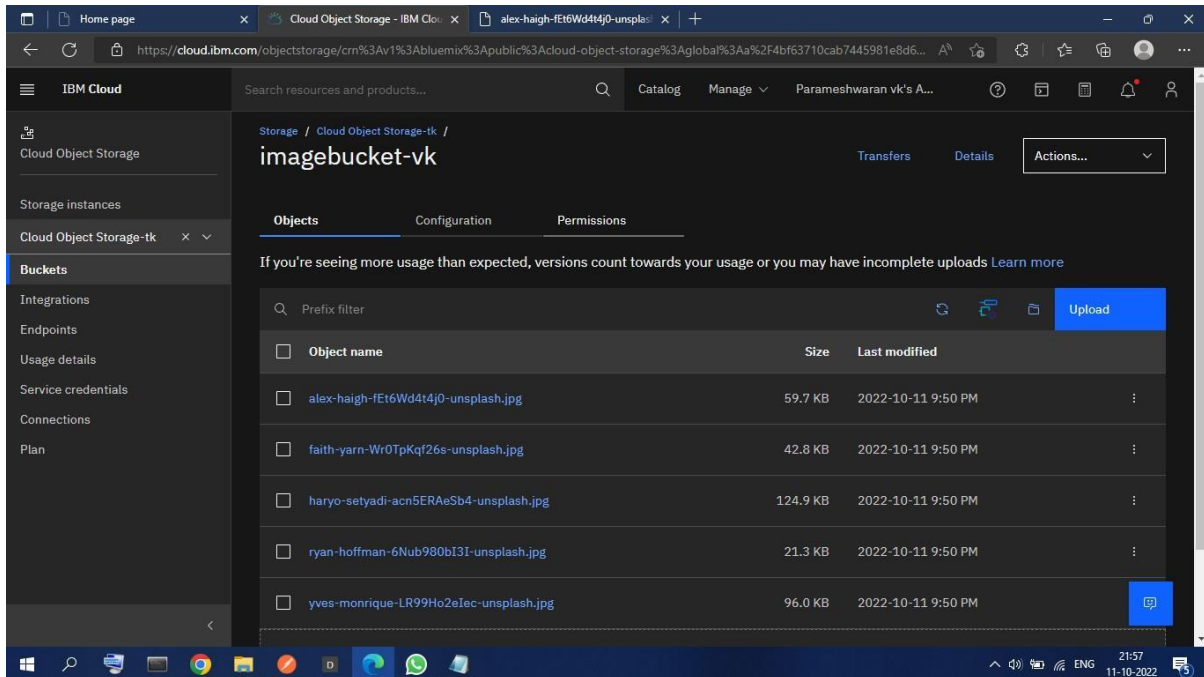 Home page
Cloud Object Storage - IBM Clou
alex-haigh-fEt6Wd4t4j0-unsplas
https://cloud.ibm.com/objectstorage/crn%3Av1%3Abluemix%3Apublic%3Acloud-object-storage%3Aglobal%3Aa%2F4bf63710cab7445981e8d6...
IBM Cloud
Search resources and products...
Catalog
Manage
Parameshwaran vk's A...
Cloud Object Storage
Storage instances
Cloud Object Storage-tk
Buckets
Integrations
Endpoints
Usage details
Service credentials
Connections
Plan
Storage / Cloud Object Storage-tk /
imagebucket-vk
Transfers
Details
Actions...
Objects
Configuration
Permissions
If you're seeing more usage than expected, versions count towards your usage or you may have incomplete uploads Learn more
Prefix filter
Upload
Object name Size Last modified
alex-haigh-fEt6Wd4t4j0-unsplash.jpg 59.7 KB 2022-10-11 9:50 PM
faith-yarn-Wr0TpKqf26s-unsplash.jpg 42.8 KB 2022-10-11 9:50 PM
haryo-setyadi-acn5ERAeSb4-unsplash.jpg 124.9 KB 2022-10-11 9:50 PM
ryan-hoffman-6Nub980bI3I-unsplash.jpg 21.3 KB 2022-10-11 9:50 PM
yves-monrique-LR99Ho2eIec-unsplash.jpg 96.0 KB 2022-10-11 9:50 PM
D
ENG
21:57
11-10-2022
5